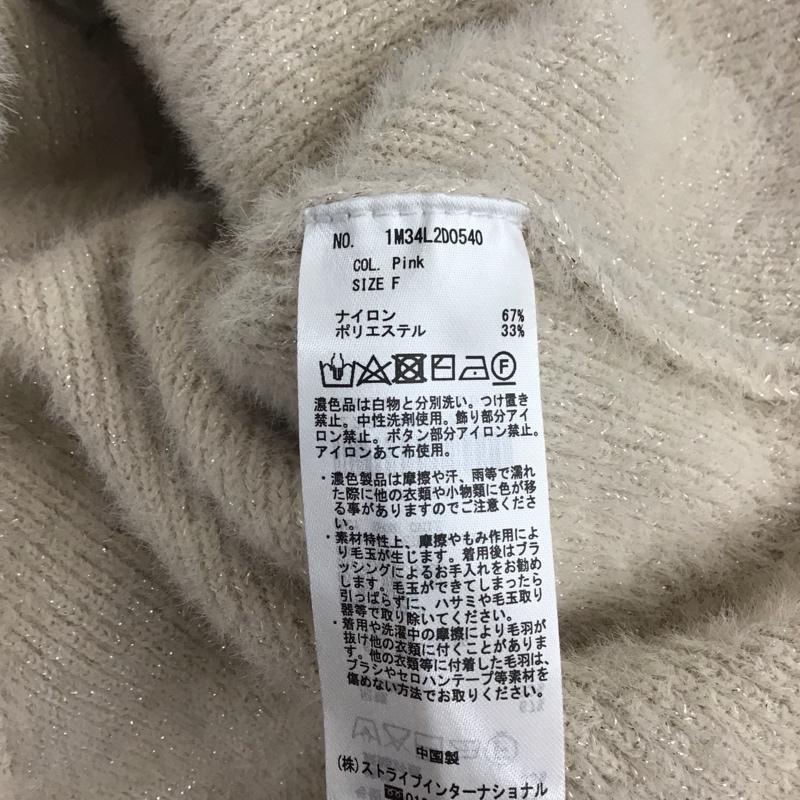 NO. 1M34L2D0540
COL. Pink
SIZE F
ナイロン 67%
ポリエステル 33%
F
濃色品は白物と分別洗い。つけ置き
禁止。中性洗剤使用。飾り部分アイ
ロン禁止。ボタン部分アイロン禁止。
アイロンあて布使用。
・濃色製品は摩擦や汗、雨等で濡れ
た際に他の衣類や小物類に色が移
る事がありますのでご注意くださ
い。
・素材特性上、摩擦やもみ作用によ
り毛玉が生じます。着用後はブラ
ッシングによるお手入れをお勧め
します。毛玉ができてしまったら
引っぱらずに、ハサミや毛玉取り
器等で取り除いてください。
・着用や洗濯中の摩擦により毛羽が
抜け他の衣類に付くことがありま
す。他の衣類等に付着した毛羽は、
ブラシやセロハンテープ等素材を
傷めない方法でお取りください。
中国製
(株)ストライプインターナショナル